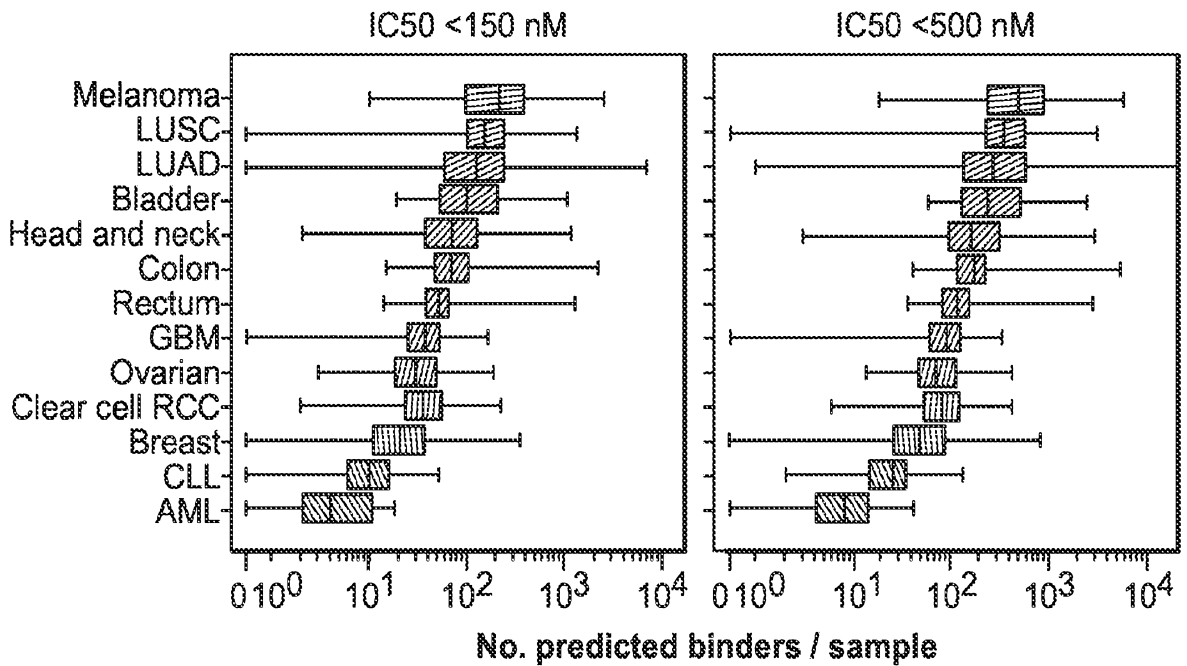 IC50 <150 nM
IC50 <500 nM
Melanoma
LUSC
LUAD
Bladder
Head and neck
Colon
Rectum
GBM
Ovarian
Clear cell RCC
Breast
CLL
AML
0 10⁰ 10¹ 10² 10³ 10⁴
0 10⁰ 10¹ 10² 10³ 10⁴
No. predicted binders / sample